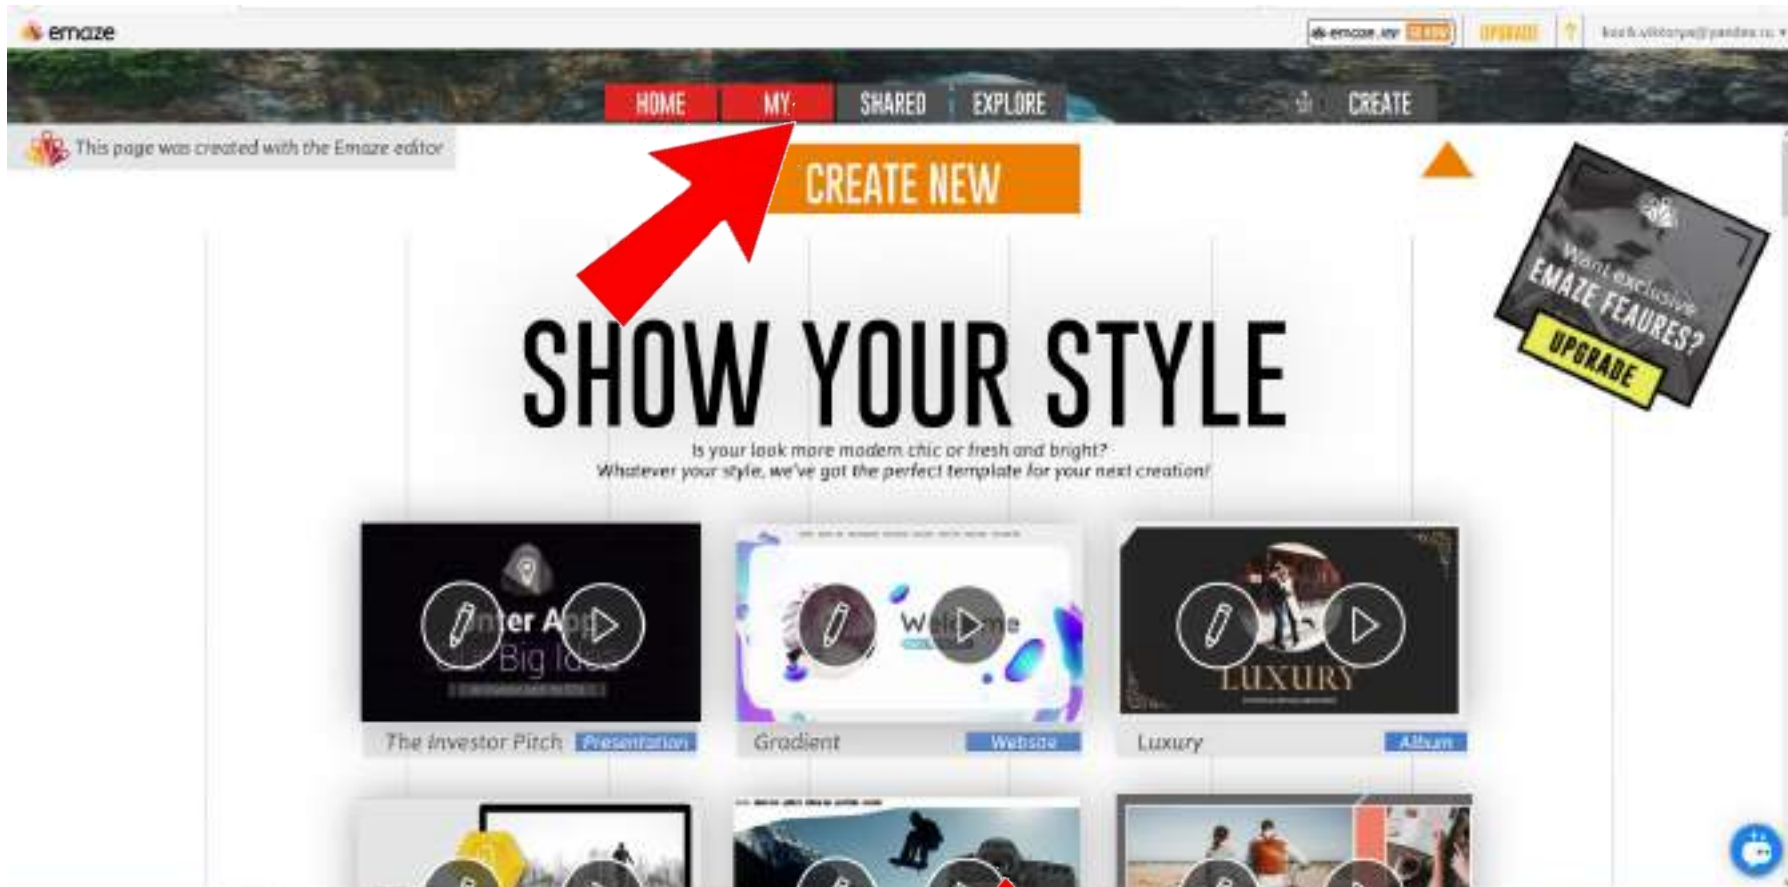 emaze
UPGRADE
?
HOME
MY
SHARED
EXPLORE
CREATE
This page was created with the Emaze editor
CREATE NEW
Want exclusive
EMAZE FEAURES?
UPGRADE
SHOW YOUR STYLE
Is your look more modern chic or fresh and bright?
Whatever your style, we've got the perfect template for your next creation!
Big
Welcome
LUXURY
The Investor Pitch
Presentation
Gradient
Website
Luxury
Album